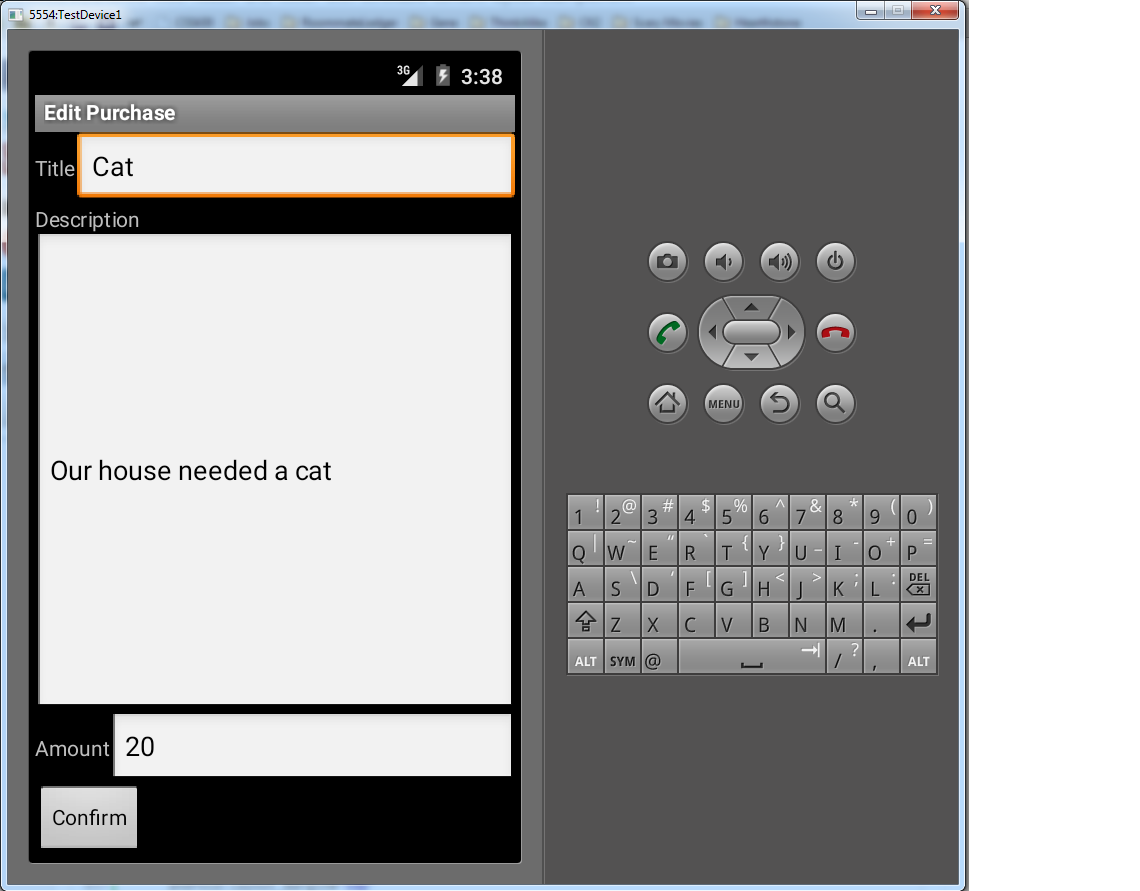 5554:TestDevice1
3G 3:38
Edit Purchase
Title Cat
Description
Our house needed a cat
Amount 20
Confirm
MENU
1 ! 2 @ 3 # 4 $ 5 % 6 ^ 7 & 8 * 9 ( 0 )
Q | W ~ E “ R ` T { Y } U _ I - O + P =
A S \ D ‘ F [ G ] H < J > K ; L : DEL
Z X C V B N M .
ALT SYM @ / ? , ALT